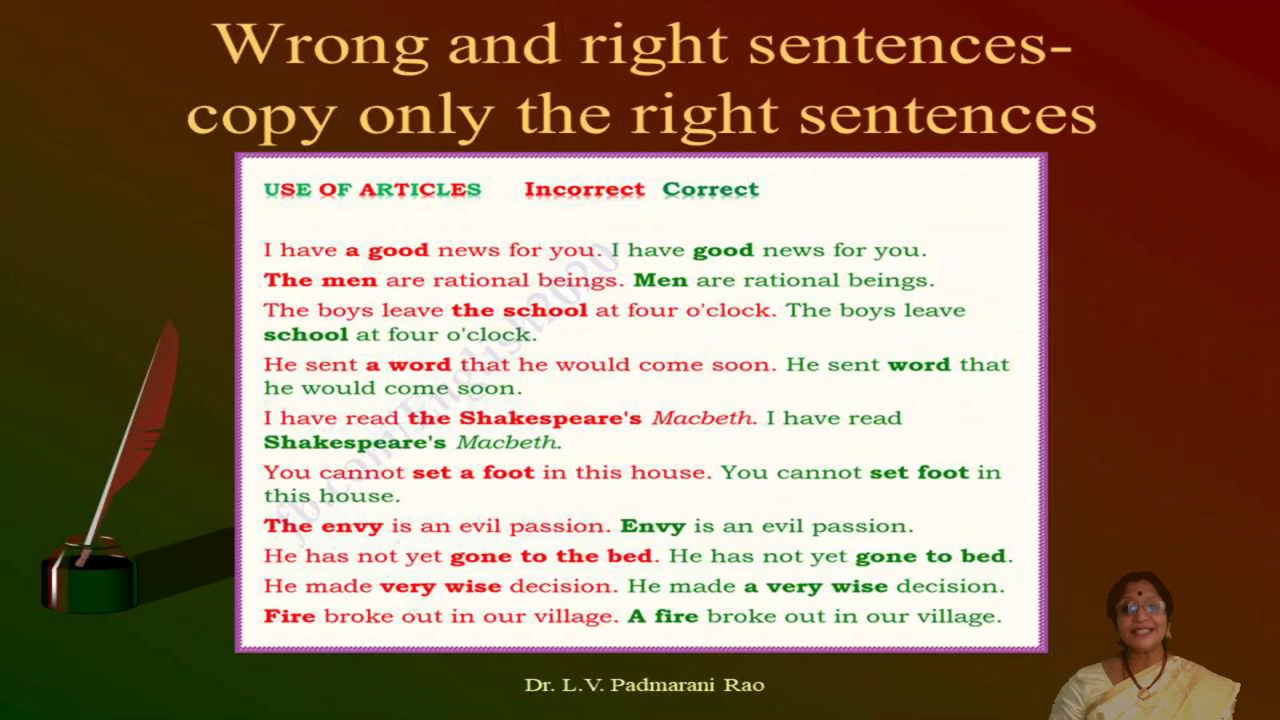 Wrong and right sentences-
copy only the right sentences
USE OF ARTICLES Incorrect Correct
I have a good news for you. I have good news for you.
The men are rational beings. Men are rational beings.
The boys leave the school at four o'clock. The boys leave
school at four o'clock.
He sent a word that he would come soon. He sent word that
he would come soon.
I have read the Shakespeare's Macbeth. I have read
Shakespeare's Macbeth.
You cannot set a foot in this house. You cannot set foot in
this house.
The envy is an evil passion. Envy is an evil passion.
He has not yet gone to the bed. He has not yet gone to bed.
He made very wise decision. He made a very wise decision.
Fire broke out in our village. A fire broke out in our village.
fb.com/English2020
Dr. L.V. Padmarani Rao